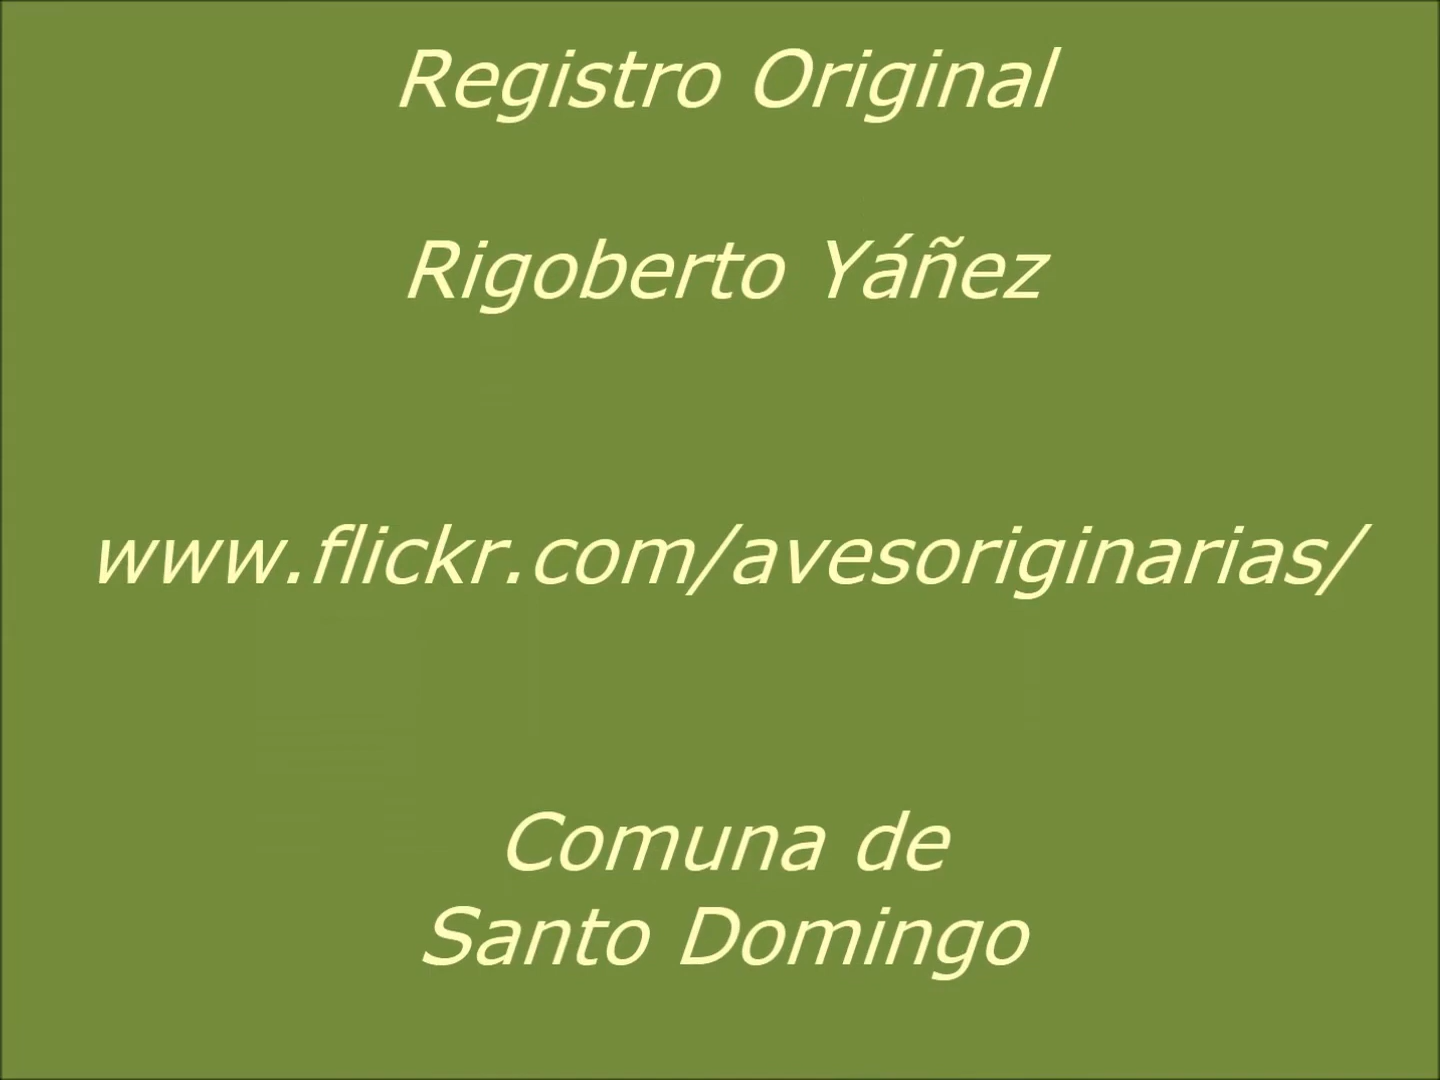 Registro Original
Rigoberto Yáñez
www.flickr.com/avesoriginarias/
Comuna de
Santo Domingo